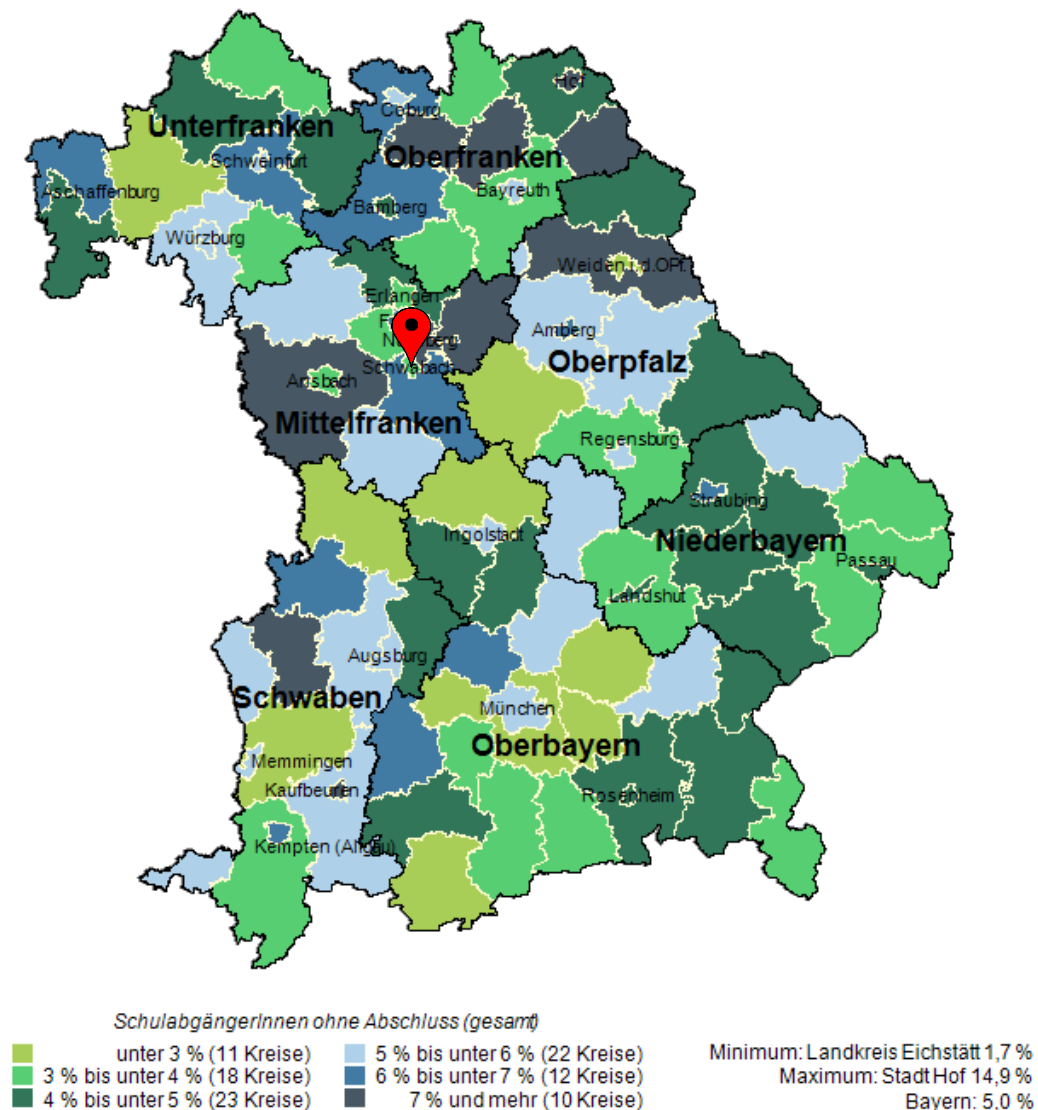 Hof
Coburg
Unterfranken
Oberfranken
Schweinfurt
Aschaffenburg
Bayreuth
Bamberg
Würzburg
Weiden i. d.OPf.
Erlangen
Amberg
Oberpfalz
Schwabach
Ansbach
Mittelfranken
Regensburg
Straubing
Ingolstadt
Niederbayern
Passau
Landshut
Augsburg
Schwaben
München
Oberbayern
Memmingen
Kaufbeuren
Rosenheim
Kempten (Allgäu)
SchulabgängerInnen ohne Abschluss (gesamt)
unter 3 % (11 Kreise)
3 % bis unter 4 % (18 Kreise)
4 % bis unter 5 % (23 Kreise)
5 % bis unter 6 % (22 Kreise)
6 % bis unter 7 % (12 Kreise)
7 % und mehr (10 Kreise)
Minimum: Landkreis Eichstätt 1,7 %
Maximum: Stadt Hof 14,9 %
Bayern: 5,0 %